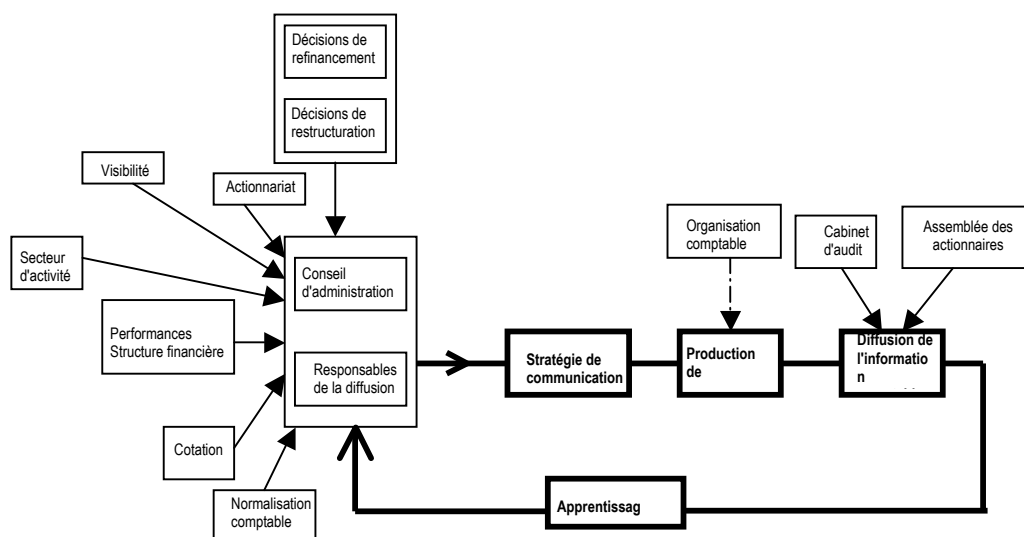 Décisions de
refinancement
Décisions de
restructuration
Visibilité
Actionnariat
Secteur
d'activité
Performances
Structure financière
Cotation
Normalisation
comptable
Conseil
d'administration
Responsables
de la diffusion
Stratégie de
communication
Organisation
comptable
Production
de
Cabinet
d'audit
Assemblée des
actionnaires
Diffusion de
l'informatio
n
Apprentissag